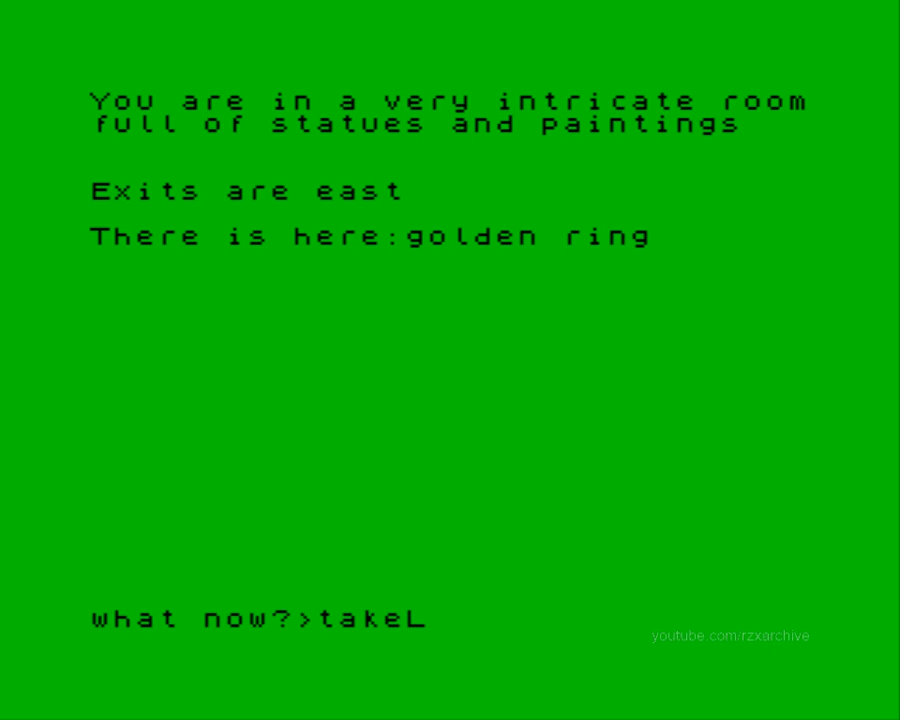 You are in a very intricate room
full of statues and paintings
Exits are east
There is here:golden ring
what now?>takeL
youtube.com/rzxarchive